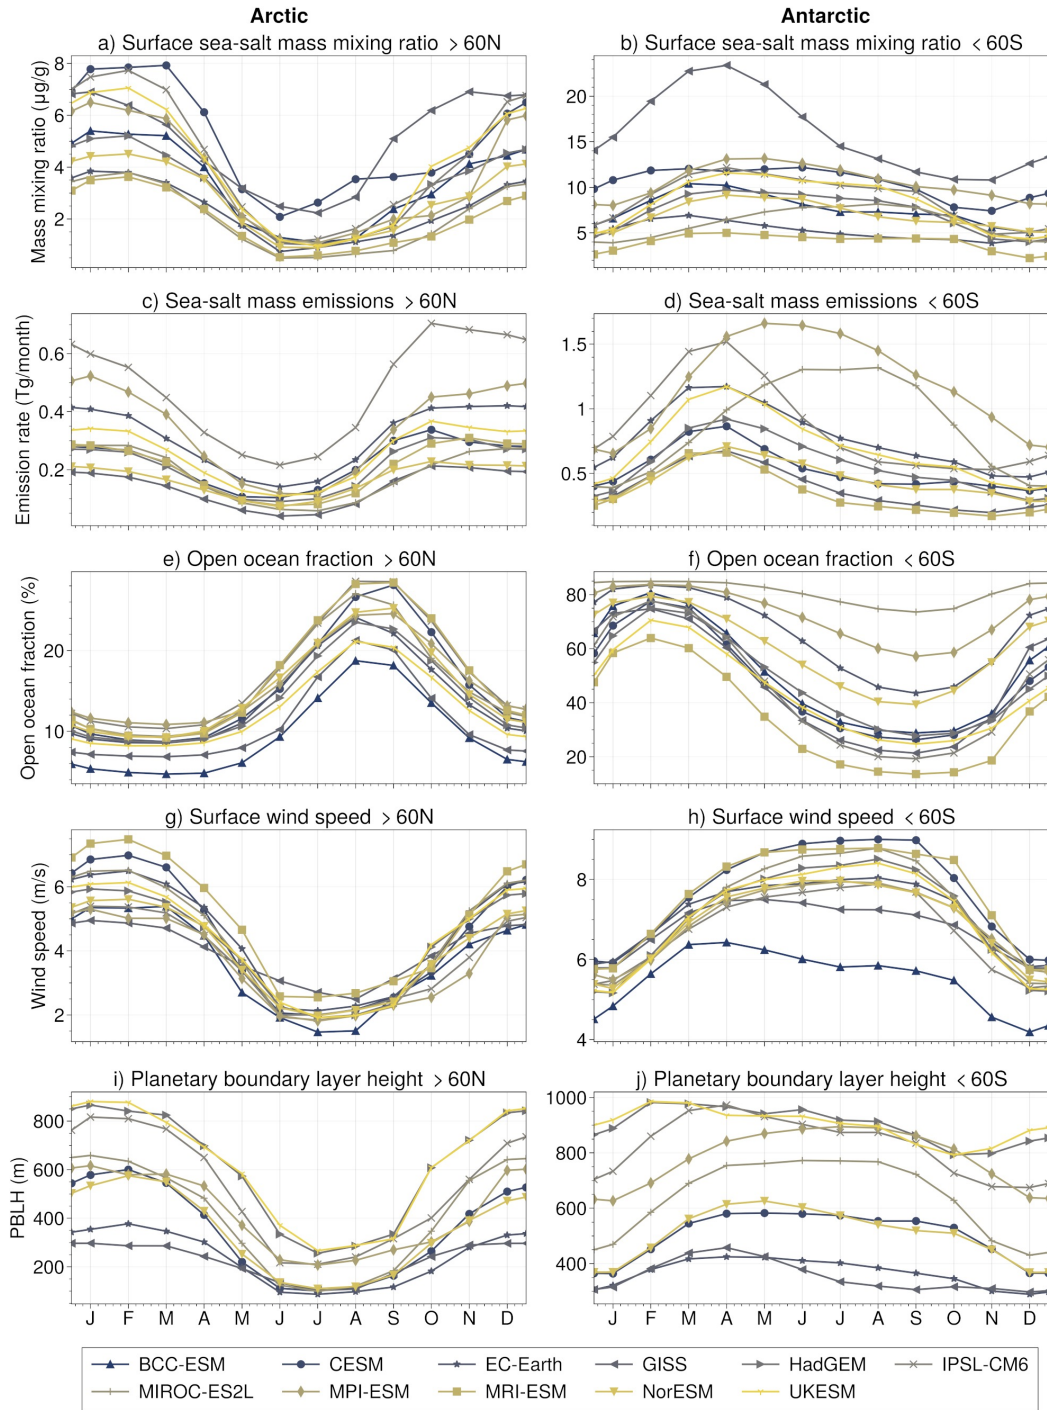 Arctic Antarctic
a) Surface sea-salt mass mixing ratio > 60N
b) Surface sea-salt mass mixing ratio < 60S
Mass mixing ratio (µg/g)
8
6
4
2
20
15
10
5
c) Sea-salt mass emissions > 60N
d) Sea-salt mass emissions < 60S
Emission rate (Tg/month)
0.6
0.4
0.2
1.5
1
0.5
e) Open ocean fraction > 60N
f) Open ocean fraction < 60S
Open ocean fraction (%)
20
10
80
60
40
20
g) Surface wind speed > 60N
h) Surface wind speed < 60S
Wind speed (m/s)
6
4
2
8
6
4
i) Planetary boundary layer height > 60N
j) Planetary boundary layer height < 60S
PBLH (m)
800
600
400
200
1000
800
600
400
J F M A M J J A S O N D
J F M A M J J A S O N D
BCC-ESM CESM EC-Earth GISS HadGEM IPSL-CM6
MIROC-ES2L MPI-ESM MRI-ESM NorESM UKESM